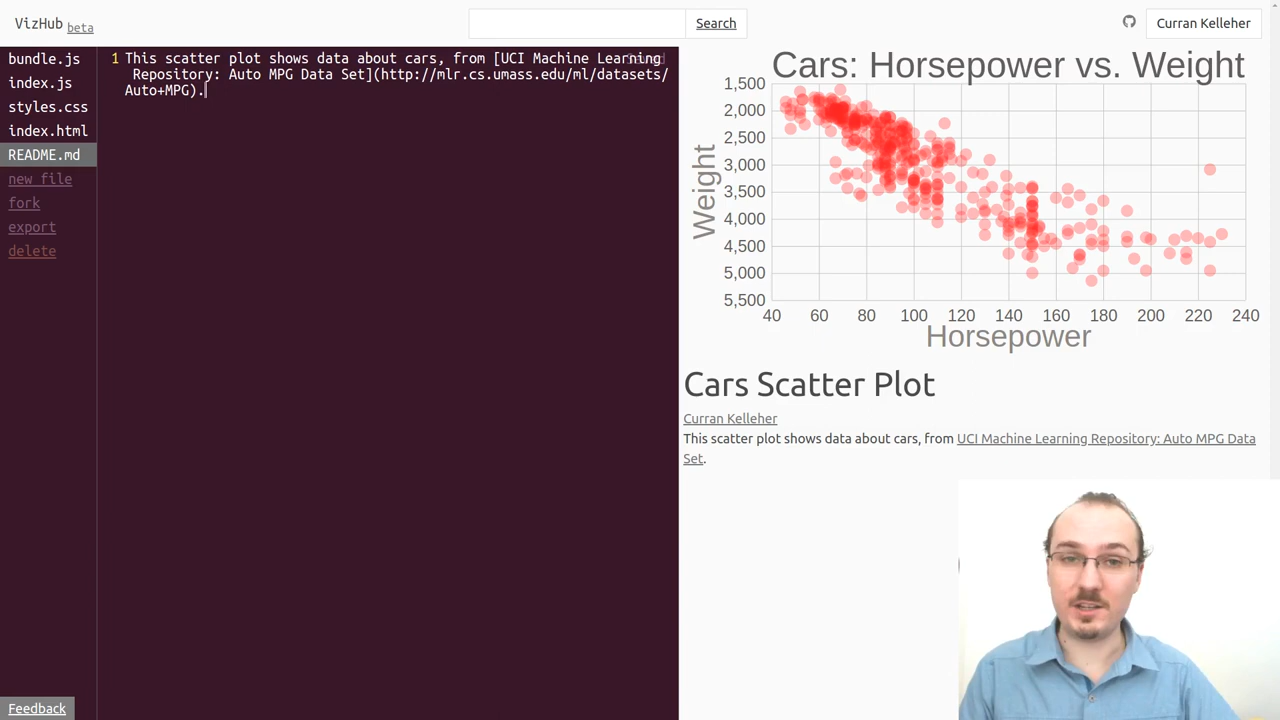 VizHub beta
Search
Curran Kelleher
bundle.js
index.js
styles.css
index.html
README.md
new file
fork
export
delete
Feedback
1 This scatter plot shows data about cars, from [UCI Machine Learning
Repository: Auto MPG Data Set](http://mlr.cs.umass.edu/ml/datasets/
Auto+MPG).
Cars: Horsepower vs. Weight
1,500
2,000
2,500
3,000
3,500
4,000
4,500
5,000
5,500
Weight
40 60 80 100 120 140 160 180 200 220 240
Horsepower
Cars Scatter Plot
Curran Kelleher
This scatter plot shows data about cars, from UCI Machine Learning Repository: Auto MPG Data
Set.